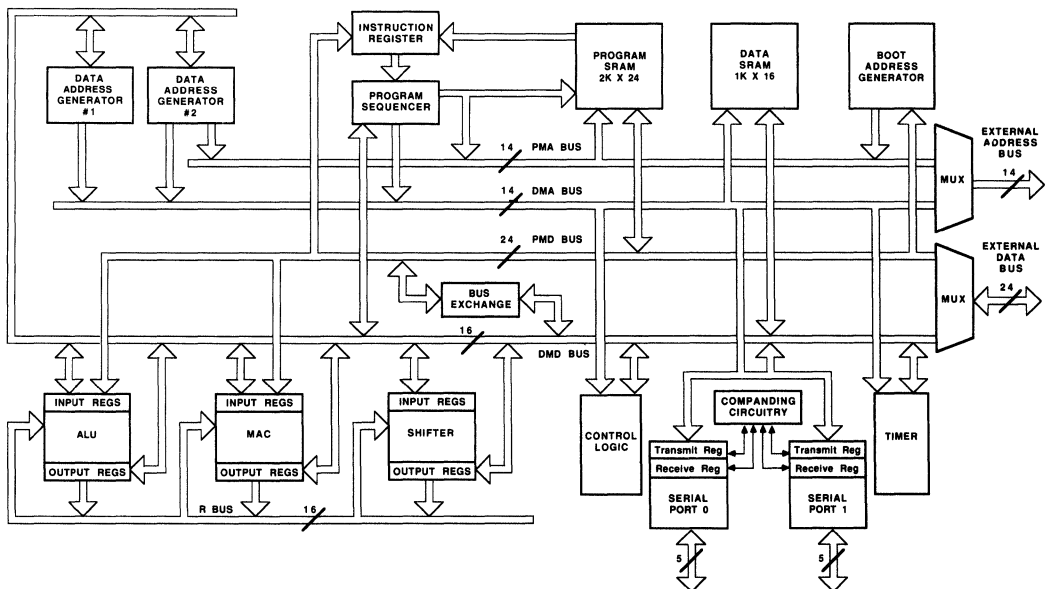 INSTRUCTION
REGISTER
PROGRAM
SRAM
2K X 24
DATA
SRAM
1K X 16
BOOT
ADDRESS
GENERATOR
DATA
ADDRESS
GENERATOR
#1
DATA
ADDRESS
GENERATOR
#2
PROGRAM
SEQUENCER
EXTERNAL
ADDRESS
BUS
14
14 PMA BUS
MUX
14 DMA BUS
24 PMD BUS
EXTERNAL
DATA
BUS
24
BUS
EXCHANGE
MUX
16
DMD BUS
INPUT REGS
ALU
OUTPUT REGS
INPUT REGS
MAC
OUTPUT REGS
INPUT REGS
SHIFTER
OUTPUT REGS
R BUS 16
CONTROL
LOGIC
COMPANDING
CIRCUITRY
Transmit Reg
Receive Reg
SERIAL
PORT 0
5
Transmit Reg
Receive Reg
SERIAL
PORT 1
5
TIMER